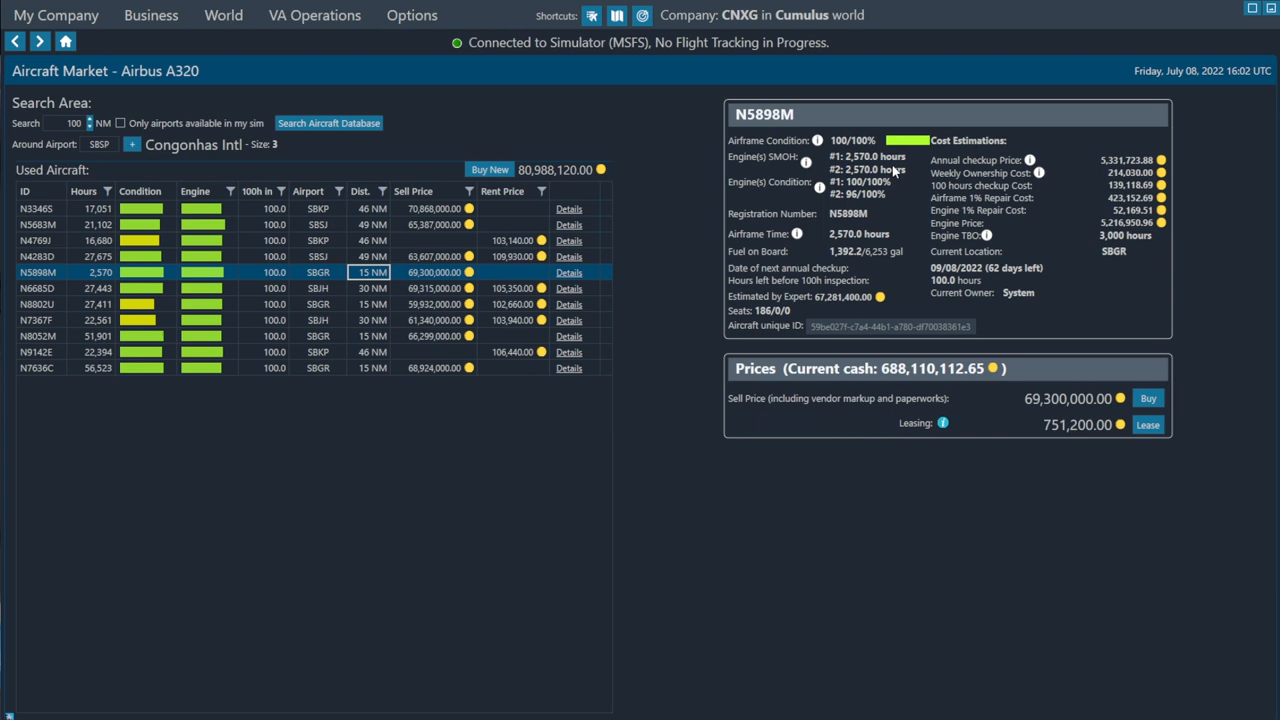 My Company Business World VA Operations Options Shortcuts: Company: CNXG in Cumulus world
Connected to Simulator (MSFS), No Flight Tracking in Progress.
Aircraft Market - Airbus A320 Friday, July 08, 2022 16:02 UTC
Search Area:
Search 100 NM Only airports available in my sim Search Aircraft Database
Around Airport: SBSP + Congonhas Intl - Size: 3
Used Aircraft: Buy New 80,988,120.00
ID Hours Condition Engine 100h in Airport Dist. Sell Price Rent Price
N3346S 17,051 100.0 SBKP 46 NM 70,868,000.00 Details
N5683M 21,102 100.0 SBSJ 49 NM 65,387,000.00 Details
N4769J 16,680 100.0 SBKP 46 NM 103,140.00 Details
N4283D 27,675 100.0 SBSJ 49 NM 63,607,000.00 109,930.00 Details
N5898M 2,570 100.0 SBGR 15 NM 69,300,000.00 Details
N6685D 27,443 100.0 SBJH 30 NM 69,315,000.00 105,350.00 Details
N8802U 27,411 100.0 SBGR 15 NM 59,932,000.00 102,660.00 Details
N7367F 22,561 100.0 SBJH 30 NM 61,340,000.00 103,940.00 Details
N8052M 51,901 100.0 SBGR 15 NM 66,299,000.00 Details
N9142E 22,394 100.0 SBKP 46 NM 106,440.00 Details
N7636C 56,523 100.0 SBGR 15 NM 68,924,000.00 Details
N5898M
Airframe Condition: 100/100%
Engine(s) SMOH: #1: 2,570.0 hours
#2: 2,570.0 hours
Engine(s) Condition: #1: 100/100%
#2: 96/100%
Registration Number: N5898M
Airframe Time: 2,570.0 hours
Fuel on Board: 1,392.2/6,253 gal
Date of next annual checkup: 09/08/2022 (62 days left)
Hours left before 100h inspection: 100.0 hours
Estimated by Expert: 67,281,400.00
Seats: 186/0/0
Aircraft unique ID: 59be027f-c7a4-44b1-a780-df70038361e3
Cost Estimations:
Annual checkup Price: 5,331,723.88
Weekly Ownership Cost: 214,030.00
100 hours checkup Cost: 139,118.69
Airframe 1% Repair Cost: 423,152.69
Engine 1% Repair Cost: 52,169.51
Engine Price: 5,216,950.96
Engine TBO: 3,000 hours
Current Location: SBGR
Current Owner: System
Prices (Current cash: 688,110,112.65 )
Sell Price (including vendor markup and paperworks): 69,300,000.00 Buy
Leasing: 751,200.00 Lease